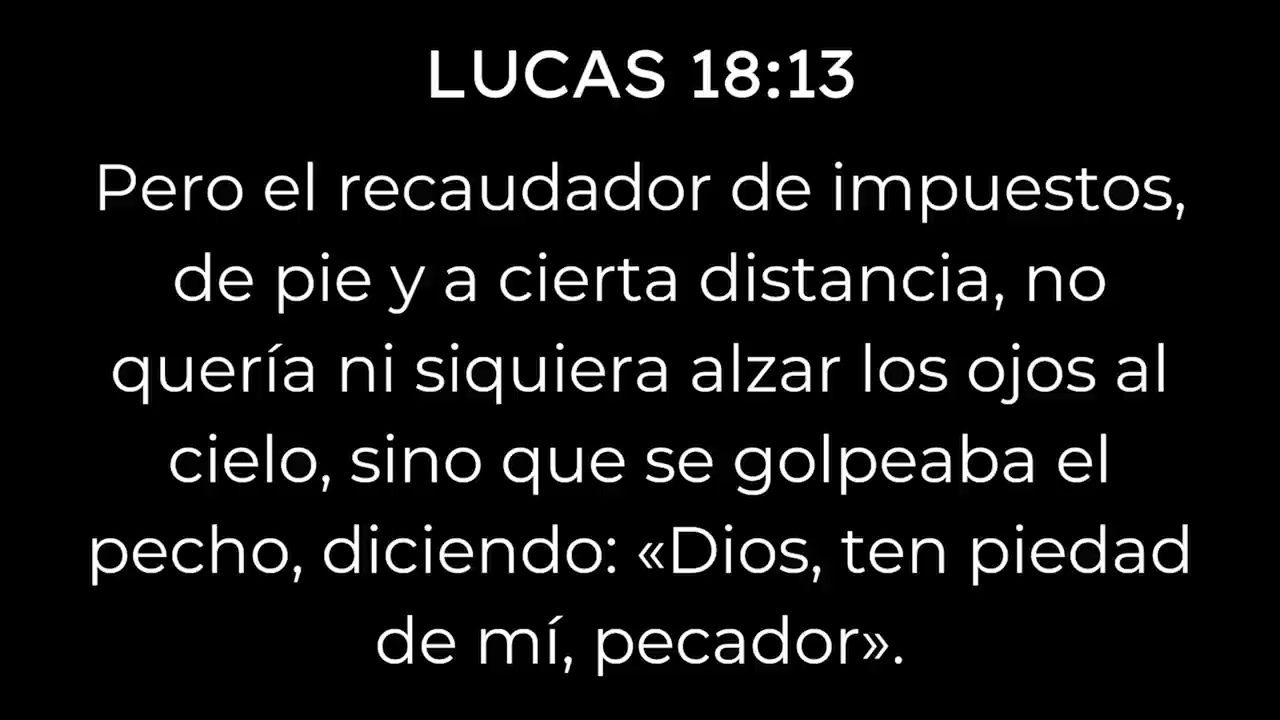 LUCAS 18:13
Pero el recaudador de impuestos,
de pie y a cierta distancia, no
quería ni siquiera alzar los ojos al
cielo, sino que se golpeaba el
pecho, diciendo: «Dios, ten piedad
de mí, pecador».